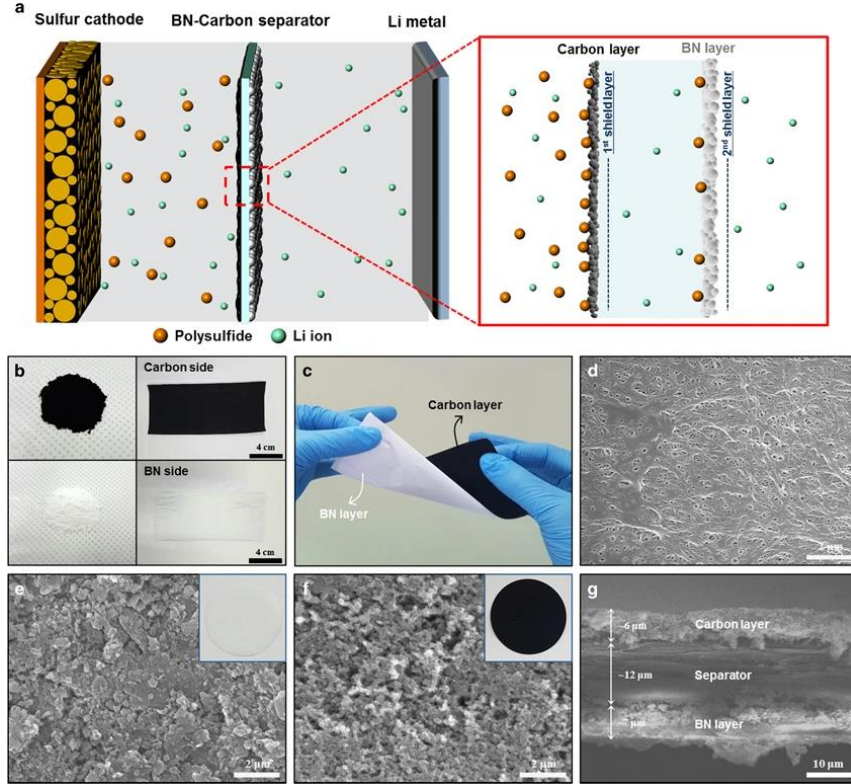 a
Sulfur cathode
BN-Carbon separator
Li metal
Carbon layer
BN layer
1st shield layer
2nd shield layer
Polysulfide
Li ion
b
Carbon side
4 cm
BN side
4 cm
c
Carbon layer
BN layer
d
e
2 μm
f
2 μm
g
~6 μm
Carbon layer
~12 μm
Separator
~7 μm
BN layer
10 μm